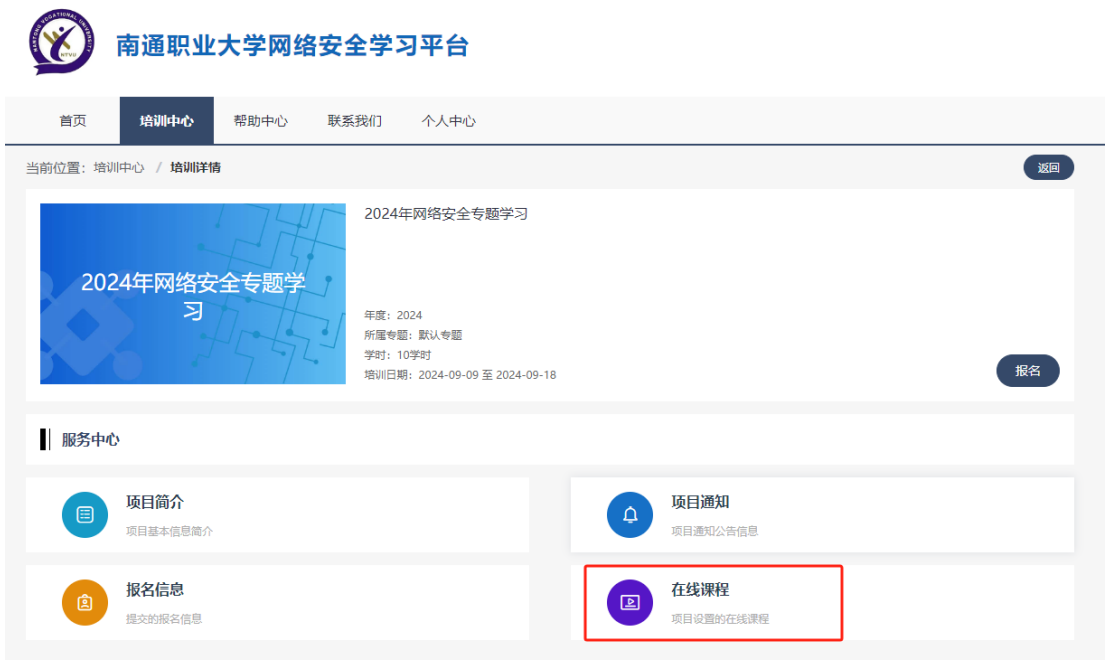 NANTONG VOCATIONAL UNIVERSITY
NTVU
南通职业大学网络安全学习平台
首页 培训中心 帮助中心 联系我们 个人中心
当前位置：培训中心 / 培训详情 返回
2024年网络安全专题学习
2024年网络安全专题学
习
年度：2024
所属专题：默认专题
学时：10学时
培训日期：2024-09-09 至 2024-09-18
报名
服务中心
项目简介
项目基本信息简介
项目通知
项目通知公告信息
报名信息
提交的报名信息
在线课程
项目设置的在线课程